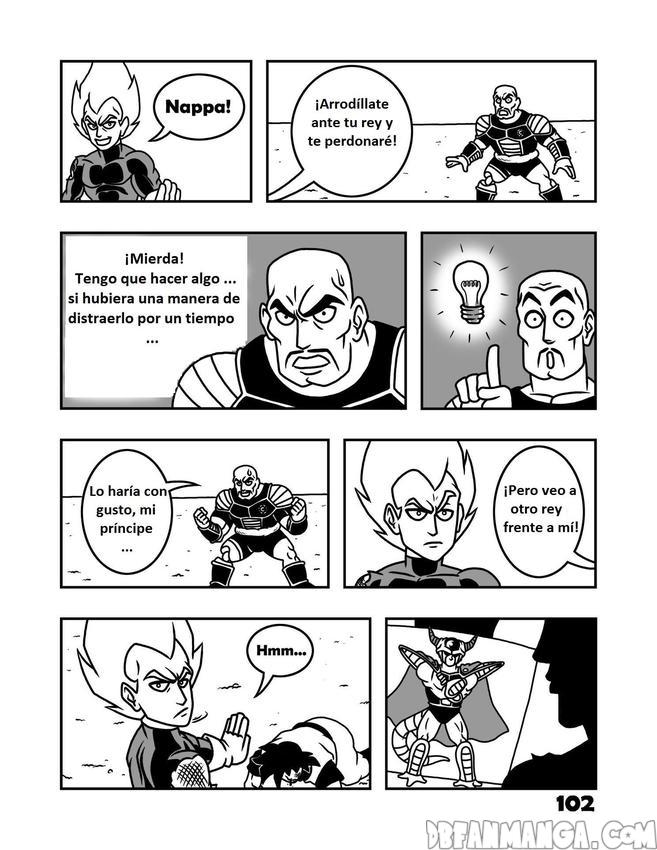 Nappa!
¡Arrodíllate
ante tu rey y
te perdonaré!
¡Mierda!
Tengo que hacer algo ...
si hubiera una manera de
distraerlo por un tiempo
...
Lo haría con
gusto, mi
príncipe
...
¡Pero veo a
otro rey
frente a mí!
Hmm...
102
DBFANMANGA.COM